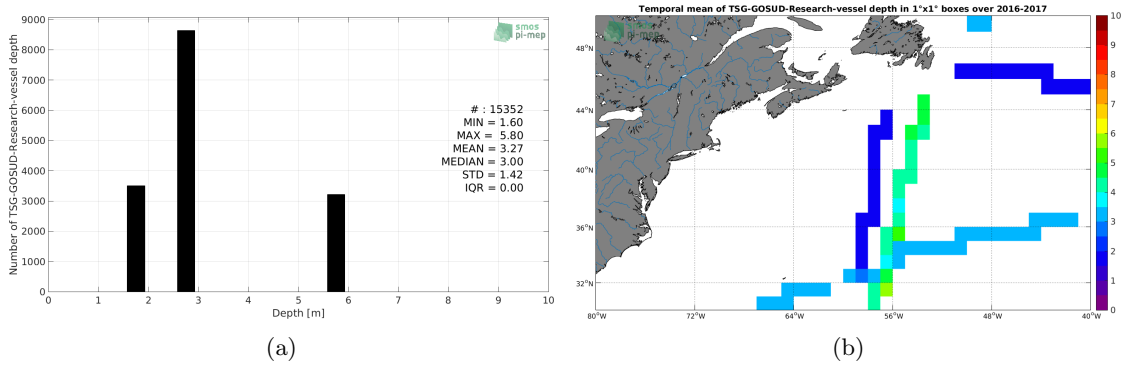 smos
pi-mep
Number of TSG-GOSUD-Research-vessel depth
9000
8000
7000
6000
5000
4000
3000
2000
1000
0
# : 15352
MIN = 1.60
MAX = 5.80
MEAN = 3.27
MEDIAN = 3.00
STD = 1.42
IQR = 0.00
0 1 2 3 4 5 6 7 8 9 10
Depth [m]
(a)
Temporal mean of TSG-GOSUD-Research-vessel depth in 1°x1° boxes over 2016-2017
smos
pi-mep
48°N
44°N
40°N
36°N
32°N
80°W 72°W 64°W 56°W 48°W 40°W
10
9
8
7
6
5
4
3
2
1
0
(b)